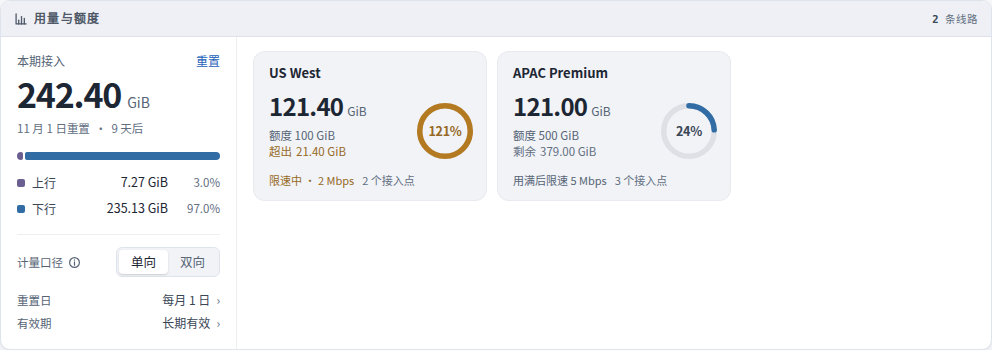 用量与额度
2 条线路
本期接入 重置
242.40 GiB
11 月 1 日重置 · 9 天后
上行 7.27 GiB 3.0%
下行 235.13 GiB 97.0%
计量口径 单向 双向
重置日 每月 1 日 ›
有效期 长期有效 ›
US West
121.40 GiB
额度 100 GiB
超出 21.40 GiB
121%
限速中 · 2 Mbps 2 个接入点
APAC Premium
121.00 GiB
额度 500 GiB
剩余 379.00 GiB
24%
用满后限速 5 Mbps 3 个接入点